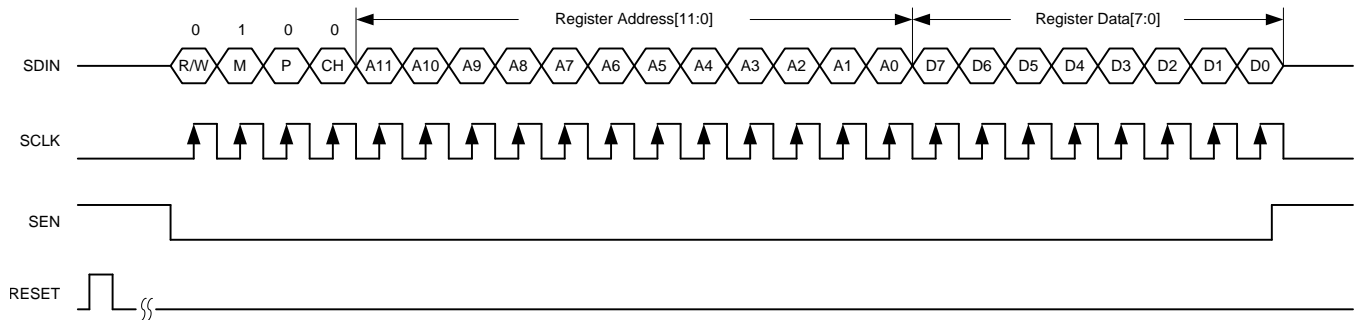 0 1 0 0 Register Address[11:0] Register Data[7:0]
SDIN R/W M P CH A11 A10 A9 A8 A7 A6 A5 A4 A3 A2 A1 A0 D7 D6 D5 D4 D3 D2 D1 D0
SCLK
SEN
RESET